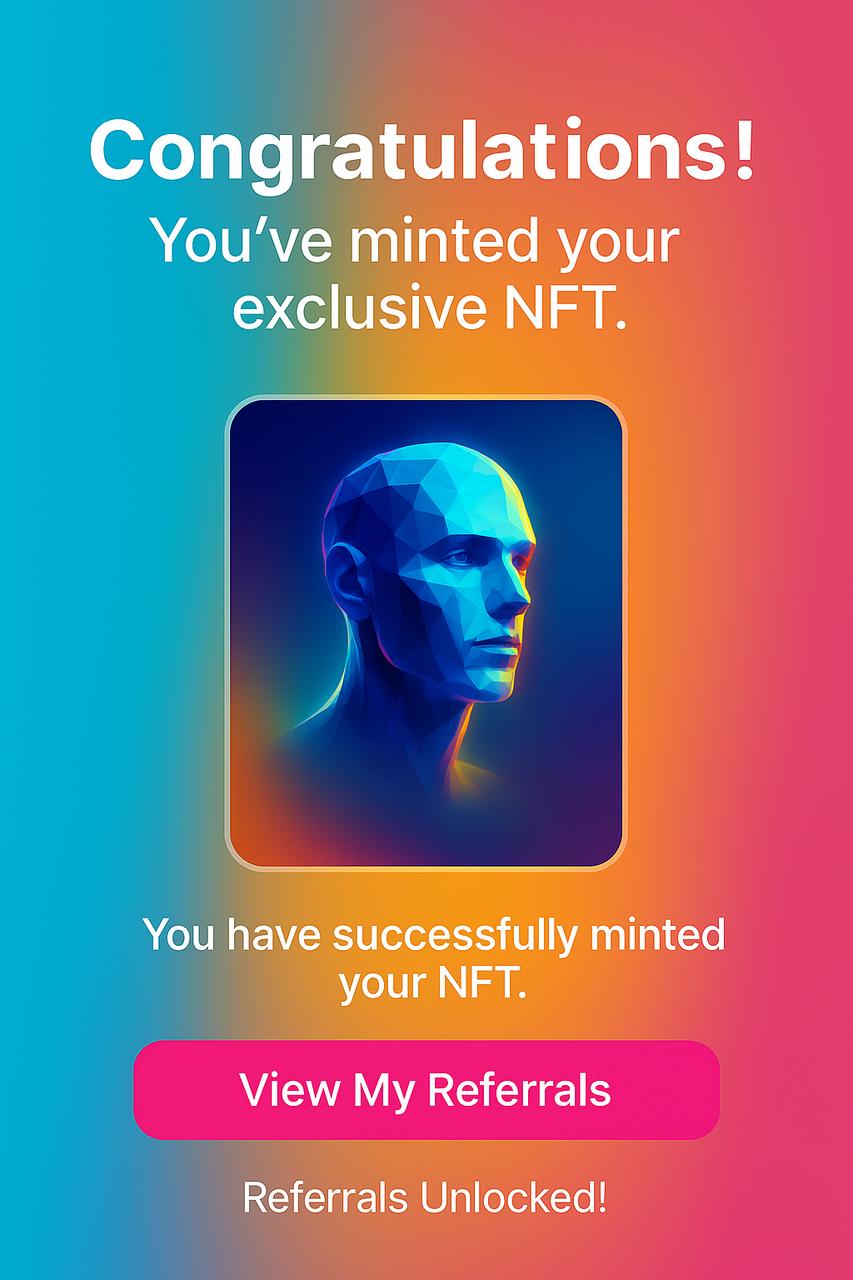 Congratulations!
You’ve minted your
exclusive NFT.
You have successfully minted
your NFT.
View My Referrals
Referrals Unlocked!